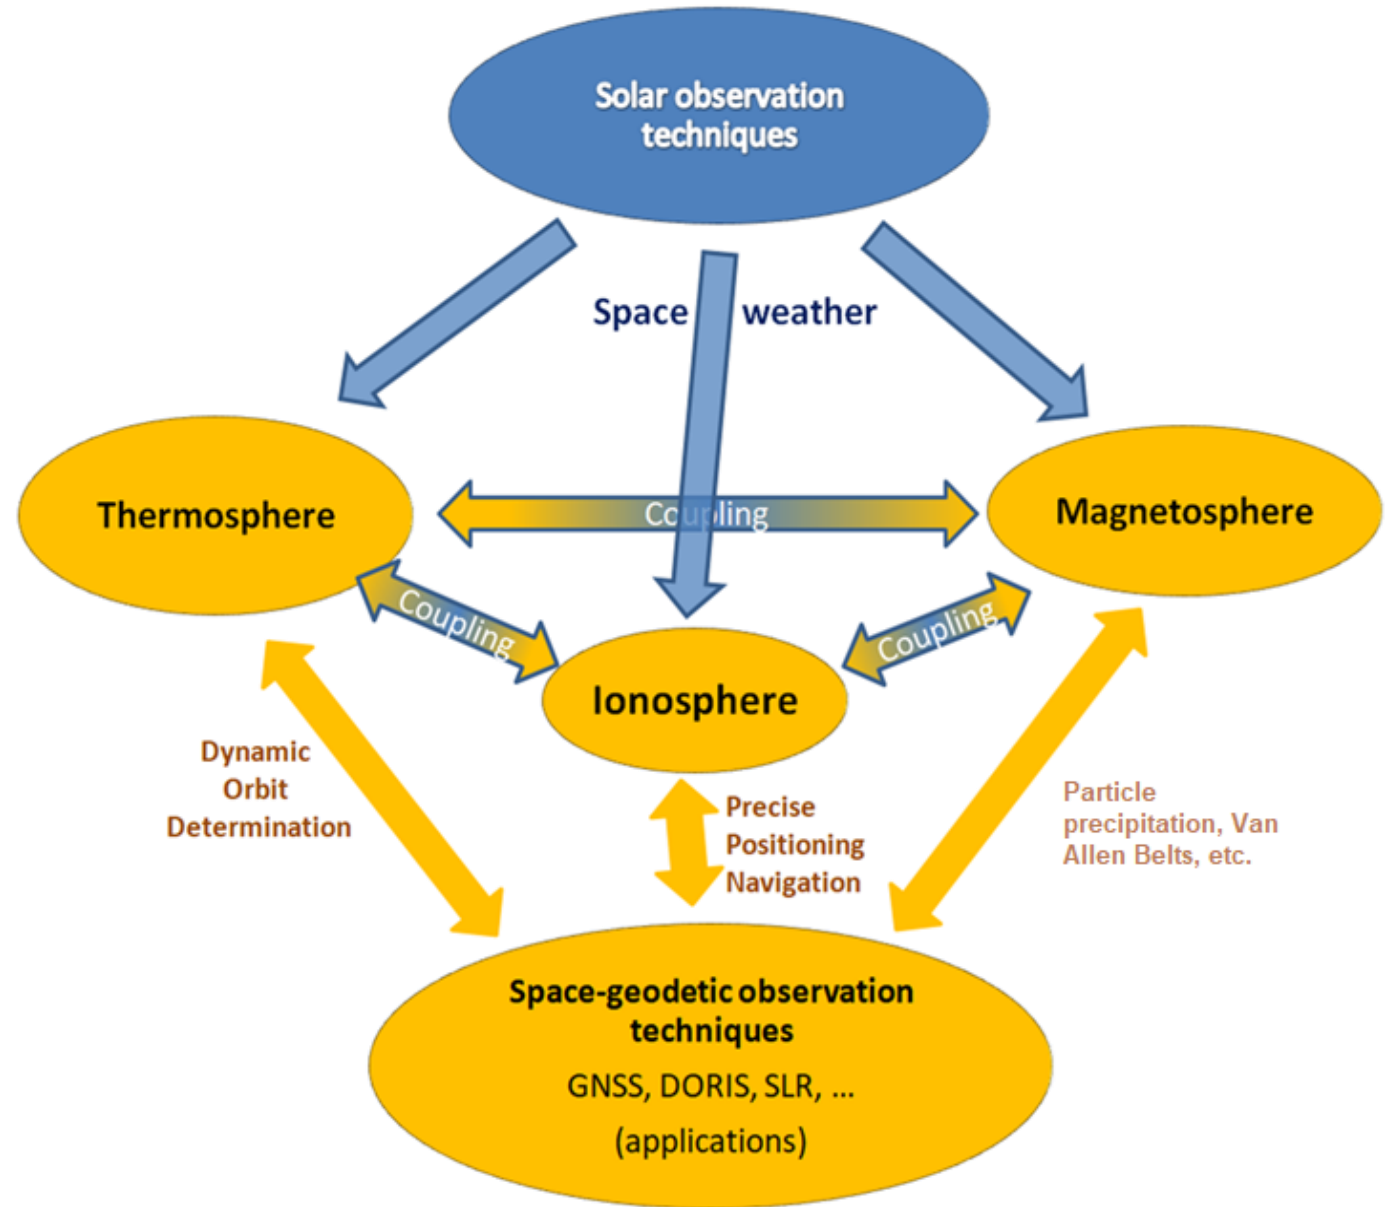 Solar observation
techniques
Space weather
Thermosphere
Coupling
Magnetosphere
Coupling
Coupling
Ionosphere
Dynamic
Orbit
Determination
Precise
Positioning
Navigation
Particle
precipitation, Van
Allen Belts, etc.
Space-geodetic observation
techniques
GNSS, DORIS, SLR, ...
(applications)